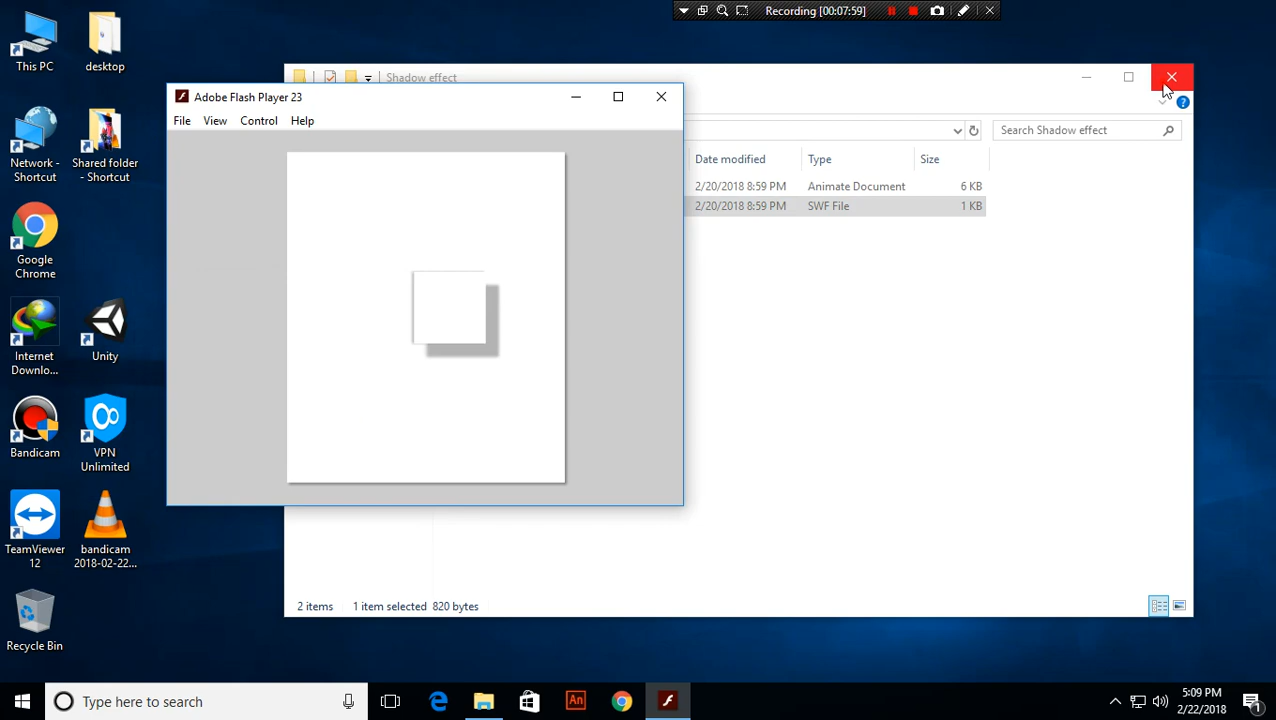 Recording [00:07:59]
This PC
desktop
Network -
Shortcut
Shared folder
- Shortcut
Google
Chrome
Internet
Downlo...
Unity
Bandicam
VPN
Unlimited
TeamViewer
12
bandicam
2018-02-22...
Recycle Bin
Shadow effect
Search Shadow effect
Date modified Type Size
2/20/2018 8:59 PM Animate Document 6 KB
2/20/2018 8:59 PM SWF File 1 KB
Adobe Flash Player 23
File View Control Help
2 items 1 item selected 820 bytes
Type here to search
An
5:09 PM
2/22/2018
1